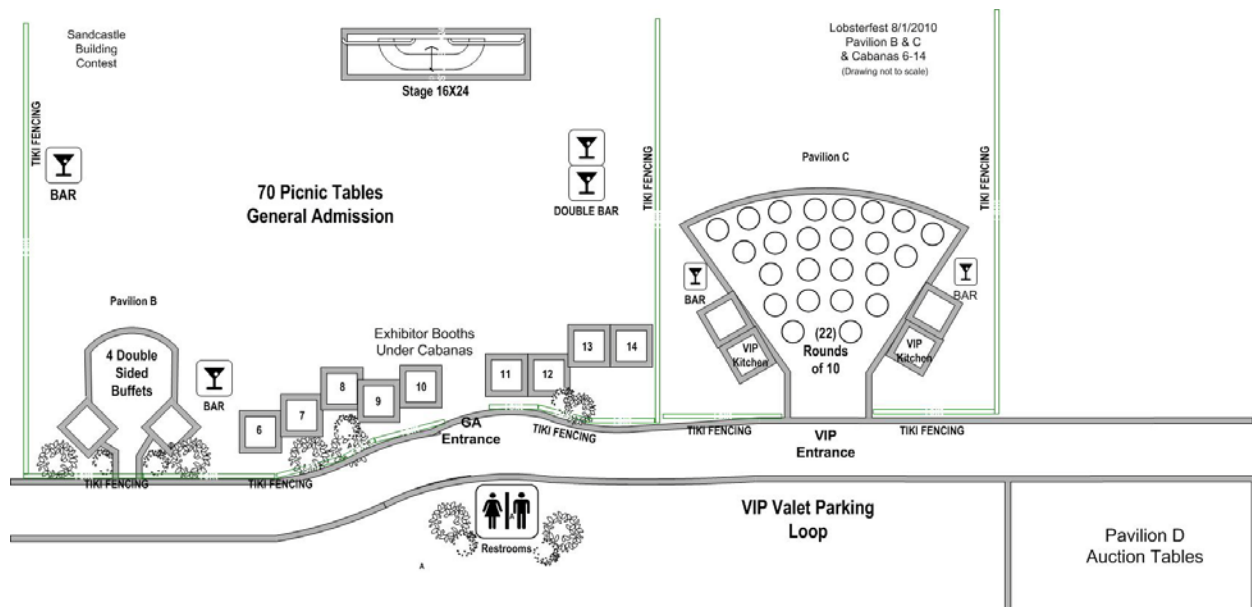 Sandcastle
Building
Contest
Stage 16X24
Lobsterfest 8/1/2010
Pavilion B & C
& Cabanas 6-14
(Drawing not to scale)
TIKI FENCING
BAR
70 Picnic Tables
General Admission
DOUBLE BAR
TIKI FENCING
Pavilion C
TIKI FENCING
BAR
BAR
Pavilion B
4 Double
Sided
Buffets
BAR
Exhibitor Booths
Under Cabanas
6
7
8
9
10
11
12
13
14
VIP
Kitchen
(22)
Rounds
of 10
VIP
Kitchen
GA
Entrance
TIKI FENCING
TIKI FENCING
VIP
Entrance
TIKI FENCING
TIKI FENCING
TIKI FENCING
A
Restrooms
A
VIP Valet Parking
Loop
Pavilion D
Auction Tables